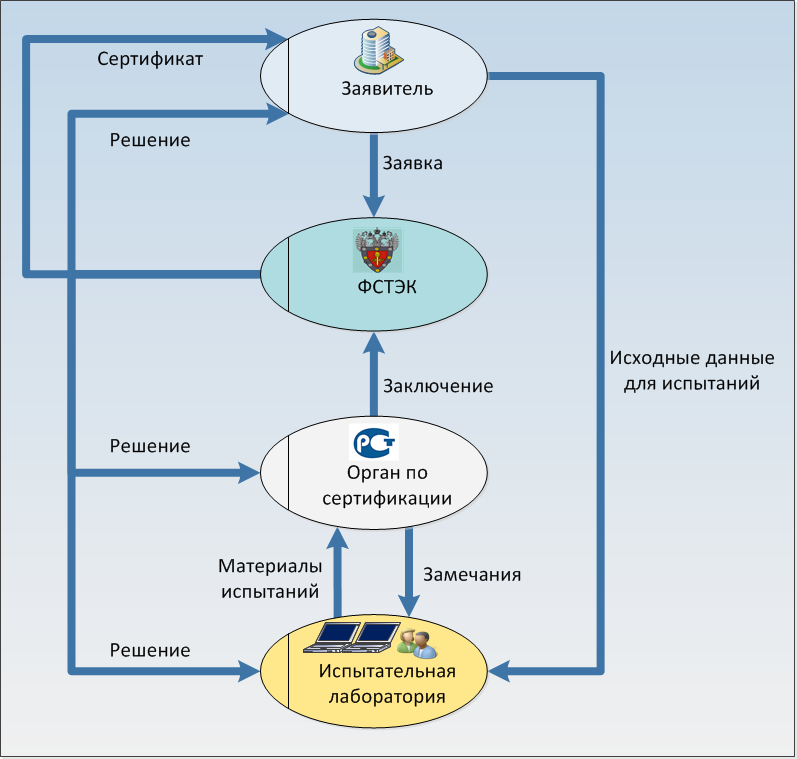 Сертификат
Заявитель
Решение
Заявка
ФСТЭК
Исходные данные
для испытаний
Заключение
Решение
РСТ
Орган по
сертификации
Материалы
испытаний
Замечания
Решение
Испытательная
лаборатория